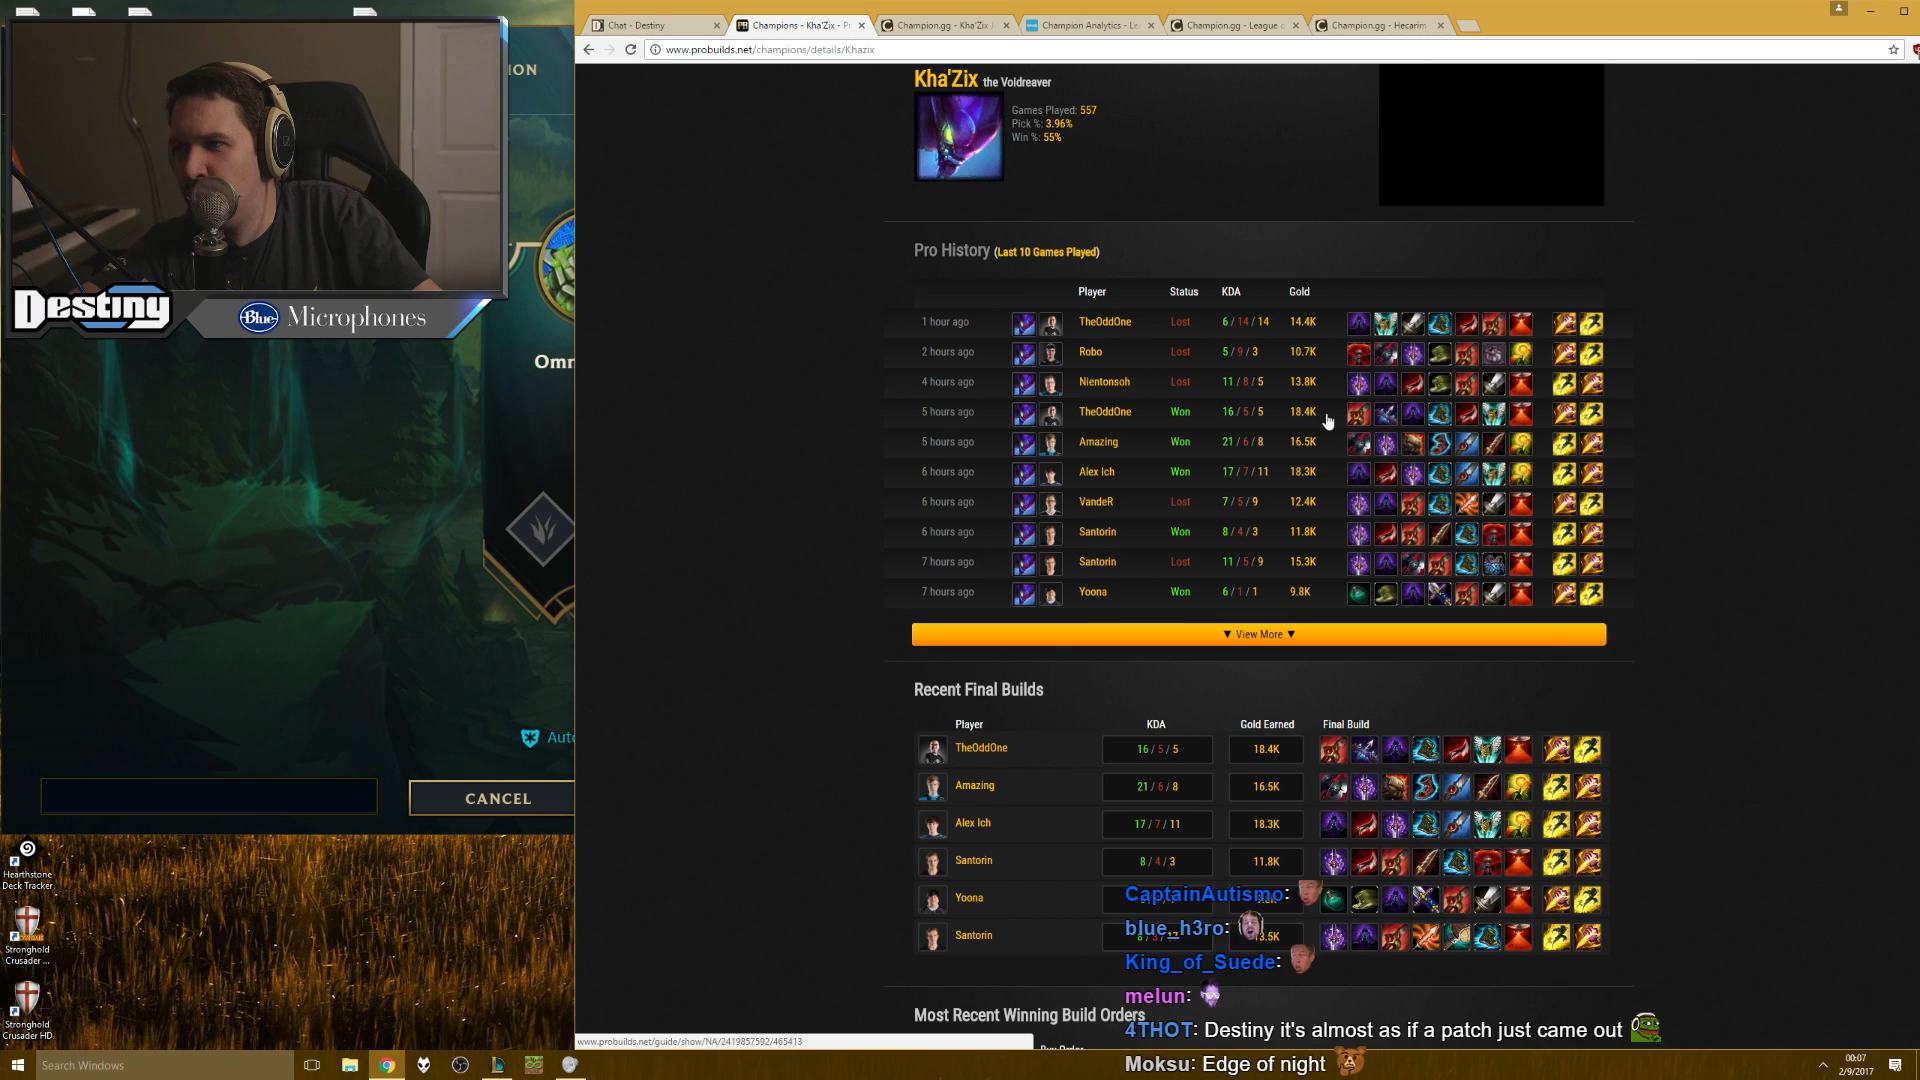 ION
Destiny
Blue Microphones
Omn
Auto
CANCEL
Hearthstone
Deck Tracker
Stronghold
Crusader ...
Stronghold
Crusader HD
Search Windows
Chat - Destiny
Champions - Kha'Zix - P
Champion.gg - Kha'Zix J
Champion Analytics - Le
Champion.gg - League o
Champion.gg - Hecarim
www.probuilds.net/champions/details/Khazix
Kha'Zix the Voidreaver
Games Played: 557
Pick %: 3.96%
Win %: 55%
Pro History (Last 10 Games Played)
Player Status KDA Gold
1 hour ago TheOddOne Lost 6 / 14 / 14 14.4K
2 hours ago Robo Lost 5 / 9 / 3 10.7K
4 hours ago Nientonsoh Lost 11 / 8 / 5 13.8K
5 hours ago TheOddOne Won 16 / 5 / 5 18.4K
5 hours ago Amazing Won 21 / 6 / 8 16.5K
6 hours ago Alex Ich Won 17 / 7 / 11 18.3K
6 hours ago VandeR Lost 7 / 5 / 9 12.4K
6 hours ago Santorin Won 8 / 4 / 3 11.8K
7 hours ago Santorin Lost 11 / 5 / 9 15.3K
7 hours ago Yoona Won 6 / 1 / 1 9.8K
▼ View More ▼
Recent Final Builds
Player KDA Gold Earned Final Build
TheOddOne 16 / 5 / 5 18.4K
Amazing 21 / 6 / 8 16.5K
Alex Ich 17 / 7 / 11 18.3K
Santorin 8 / 4 / 3 11.8K
Yoona
Santorin
Most Recent Winning Build Orders
CaptainAutismo:
blue_h3ro:
King_of_Suede:
melun:
4THOT: Destiny it's almost as if a patch just came out
Moksu: Edge of night
www.probuilds.net/guide/show/NA/2419857592/465413
00:07
2/9/2017